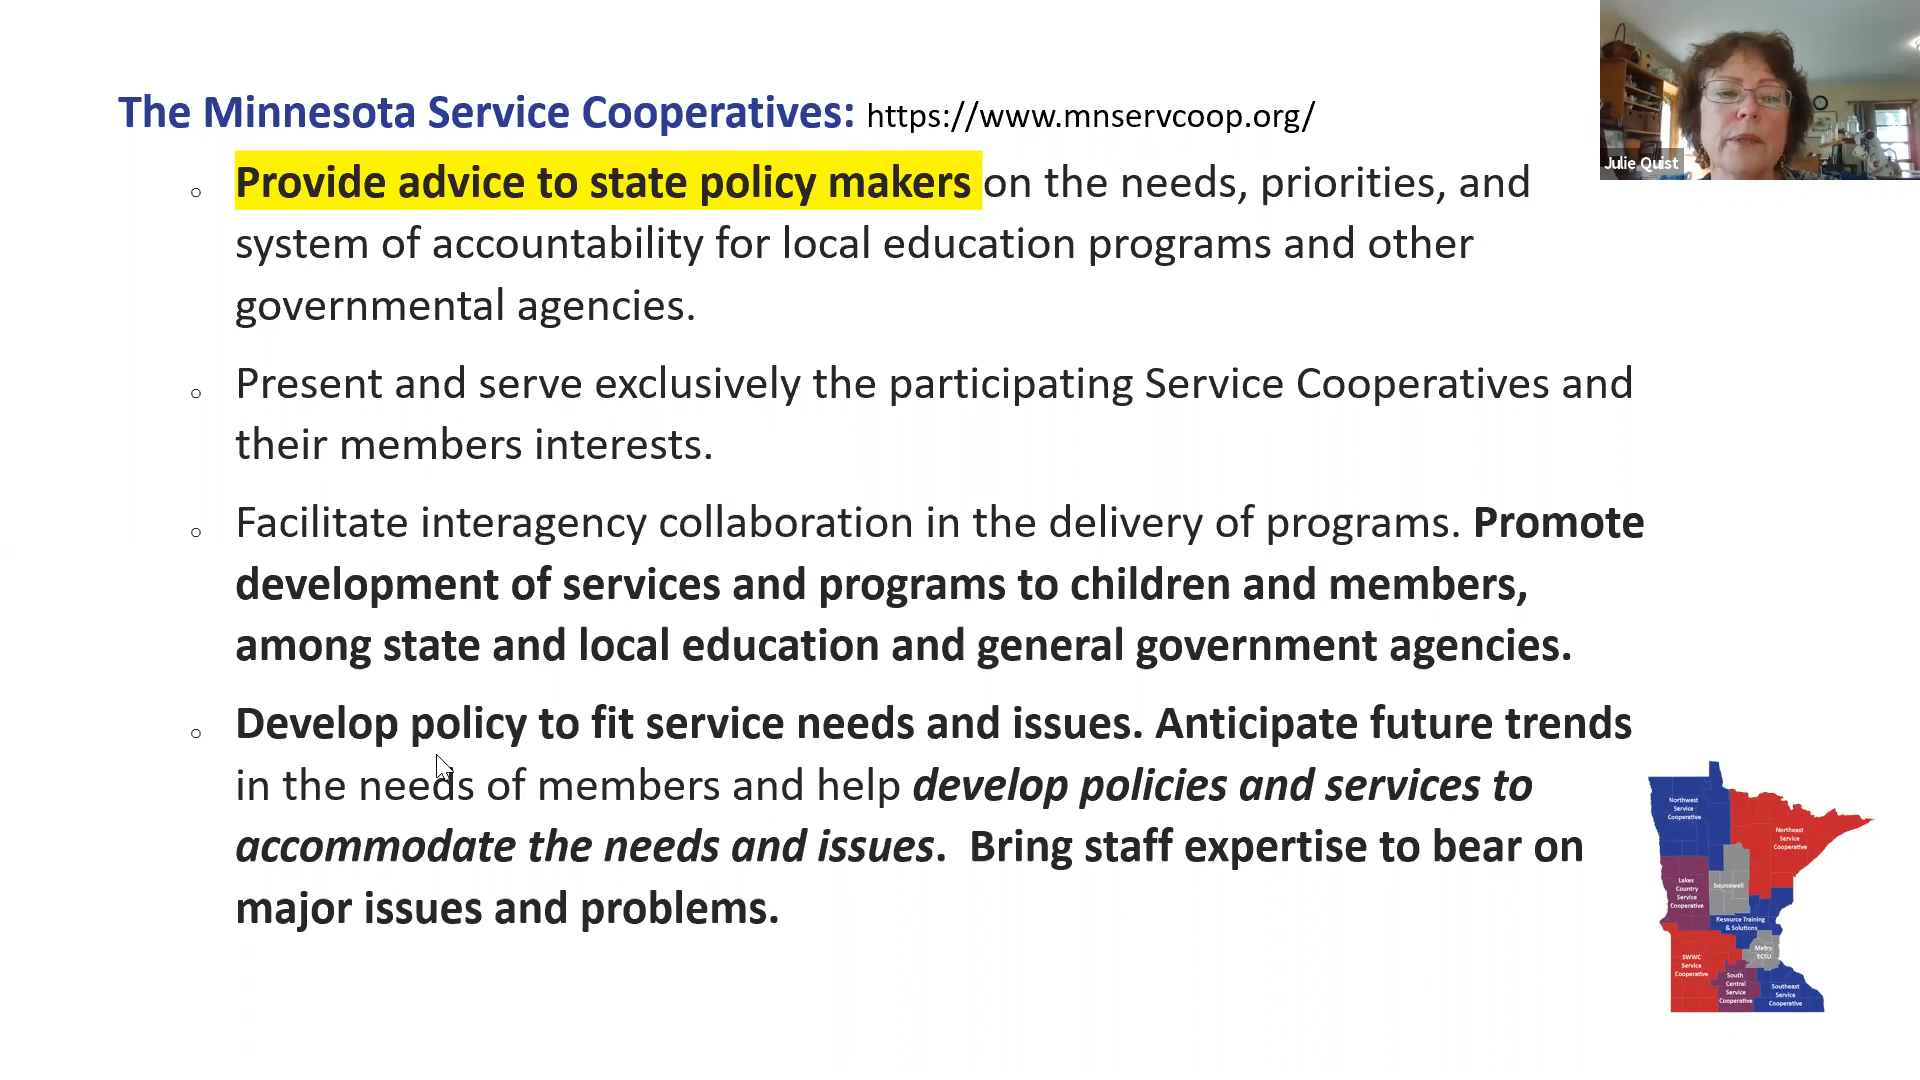 The Minnesota Service Cooperatives: https://www.mnservcoop.org/
Julie Quist
○ Provide advice to state policy makers on the needs, priorities, and
system of accountability for local education programs and other
governmental agencies.
○ Present and serve exclusively the participating Service Cooperatives and
their members interests.
○ Facilitate interagency collaboration in the delivery of programs. Promote
development of services and programs to children and members,
among state and local education and general government agencies.
○ Develop policy to fit service needs and issues. Anticipate future trends
in the needs of members and help develop policies and services to
accommodate the needs and issues.  Bring staff expertise to bear on
major issues and problems.
Northwest
Service
Cooperative
Northeast
Service
Cooperative
Lakes
Country
Service
Cooperative
Sourcewell
Resource Training
& Solutions
Metro
ECSU
SWWC
Service
Cooperative
South
Central
Service
Cooperative
Southeast
Service
Cooperative